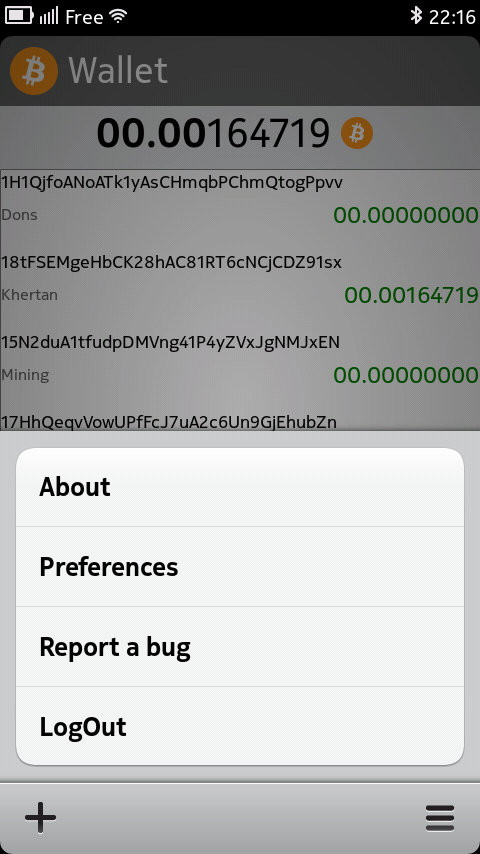 Free 22:16
Wallet
00.00164719
1H1QjfoANoATk1yAsCHmqbPChmQtogPpvv
Dons 00.00000000
18tFSEMgeHbCK28hAC81RT6cNCjCDZ91sx
Khertan 00.00164719
15N2duA1tfudpDMVng41P4yZVxJgNMJxEN
Mining 00.00000000
17HhQeqvVowUPfFcJ7uA2c6Un9GjEhubZn
About
Preferences
Report a bug
LogOut